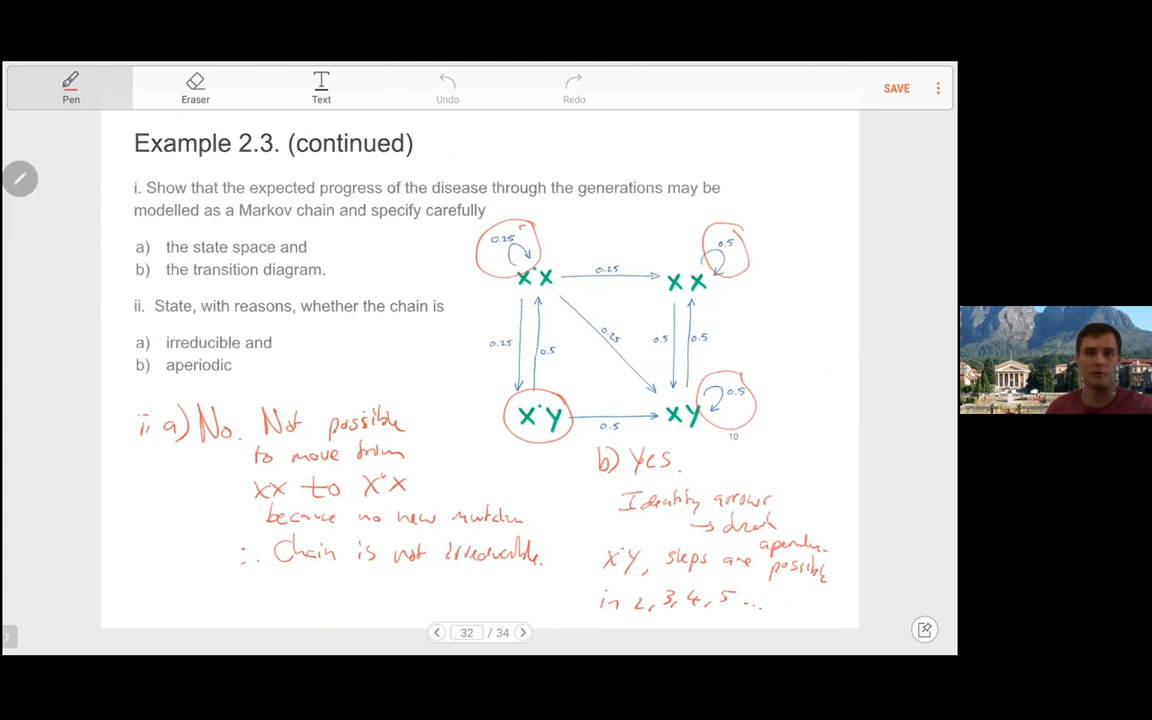 Pen
Eraser
Text
Undo
Redo
SAVE
Example 2.3. (continued)
i. Show that the expected progress of the disease through the generations may be
modelled as a Markov chain and specify carefully
a) the state space and
b) the transition diagram.
ii. State, with reasons, whether the chain is
a) irreducible and
b) aperiodic
0.25
0.5
X*X
0.25
XX
0.25
0.5
0.25
0.5
0.5
X*Y
0.5
XY
0.5
10
ii a) No. Not possible
to move from
XX to X*X
because no new mutation
∴ Chain is not irreducible.
b) Yes.
Identity arrows
X*Y, steps are possible
in 2, 3, 4, 5 ...
32 / 34